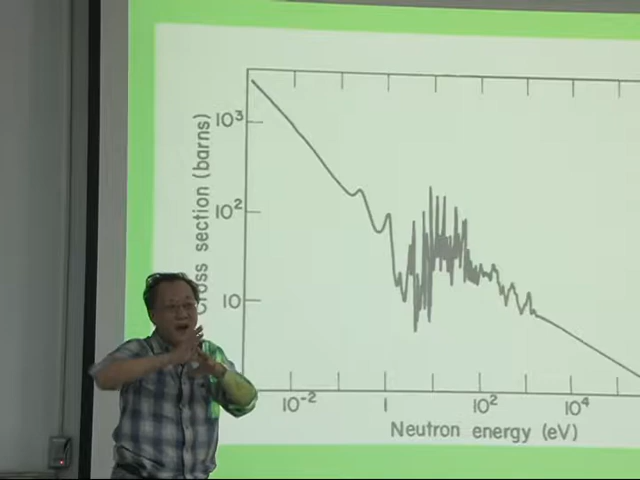 Cross section (barns)
10³
10²
10
10⁻² 1 10² 10⁴
Neutron energy (eV)